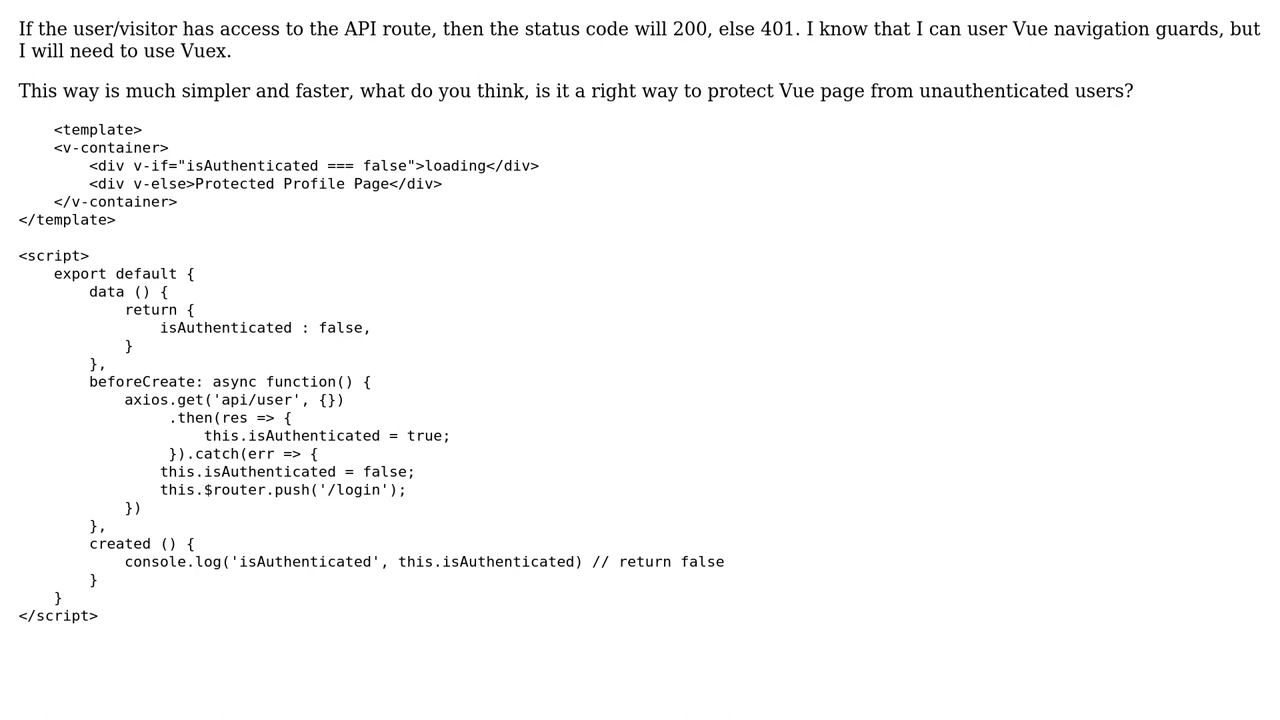 If the user/visitor has access to the API route, then the status code will 200, else 401. I know that I can user Vue navigation guards, but
I will need to use Vuex.
This way is much simpler and faster, what do you think, is it a right way to protect Vue page from unauthenticated users?
    <template>
    <v-container>
        <div v-if="isAuthenticated === false">loading</div>
        <div v-else>Protected Profile Page</div>
    </v-container>
</template>
<script>
    export default {
        data () {
            return {
                isAuthenticated : false,
            }
        },
        beforeCreate: async function() {
            axios.get('api/user', {})
                 .then(res => {
                     this.isAuthenticated = true;
                 }).catch(err => {
                this.isAuthenticated = false;
                this.$router.push('/login');
            })
        },
        created () {
            console.log('isAuthenticated', this.isAuthenticated) // return false
        }
    }
</script>